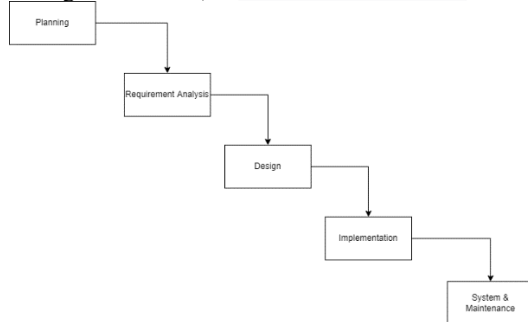 Planning
Requirement Analysis
Design
Implementation
System &
Maintenance